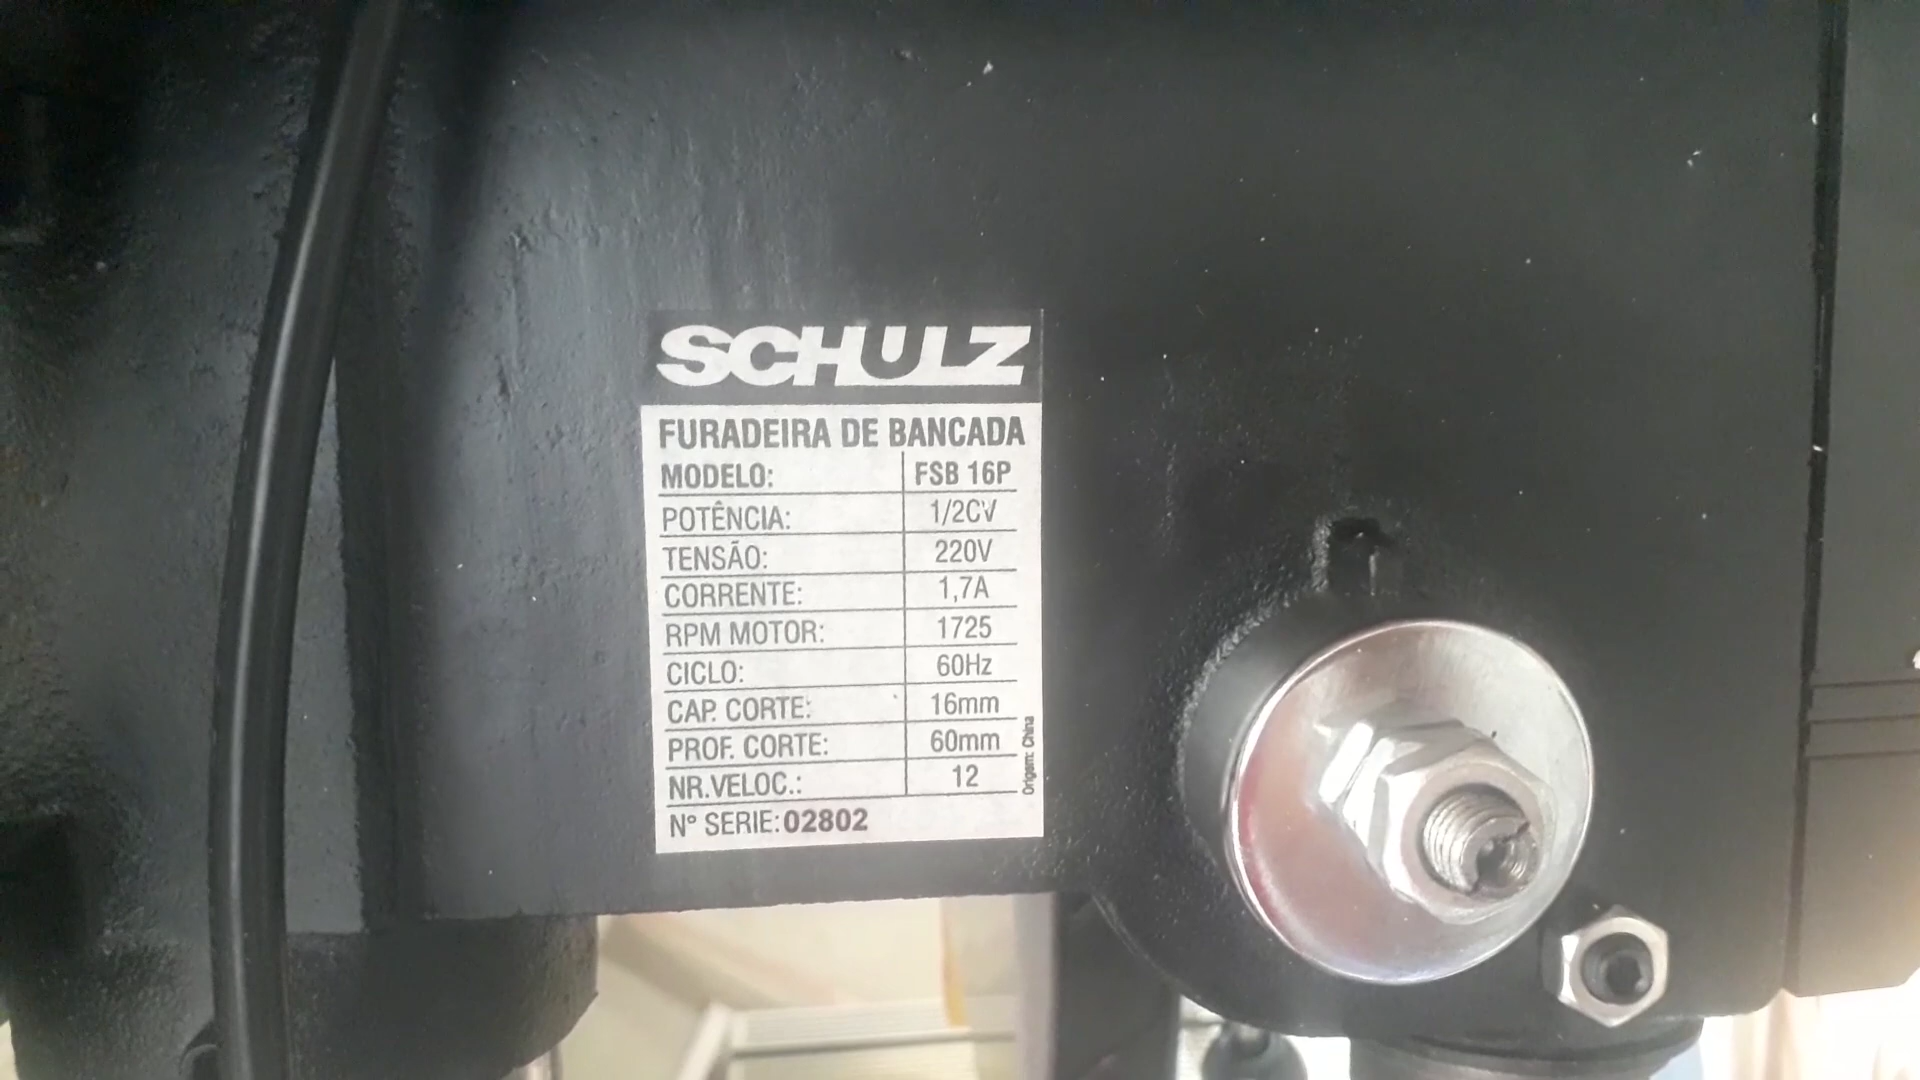 SCHULZ
FURADEIRA DE BANCADA
MODELO: FSB 16P
POTÊNCIA: 1/2CV
TENSÃO: 220V
CORRENTE: 1,7A
RPM MOTOR: 1725
CICLO: 60Hz
CAP. CORTE: 16mm
PROF. CORTE: 60mm
NR.VELOC.: 12
Nº SERIE: 02802
Origem: China